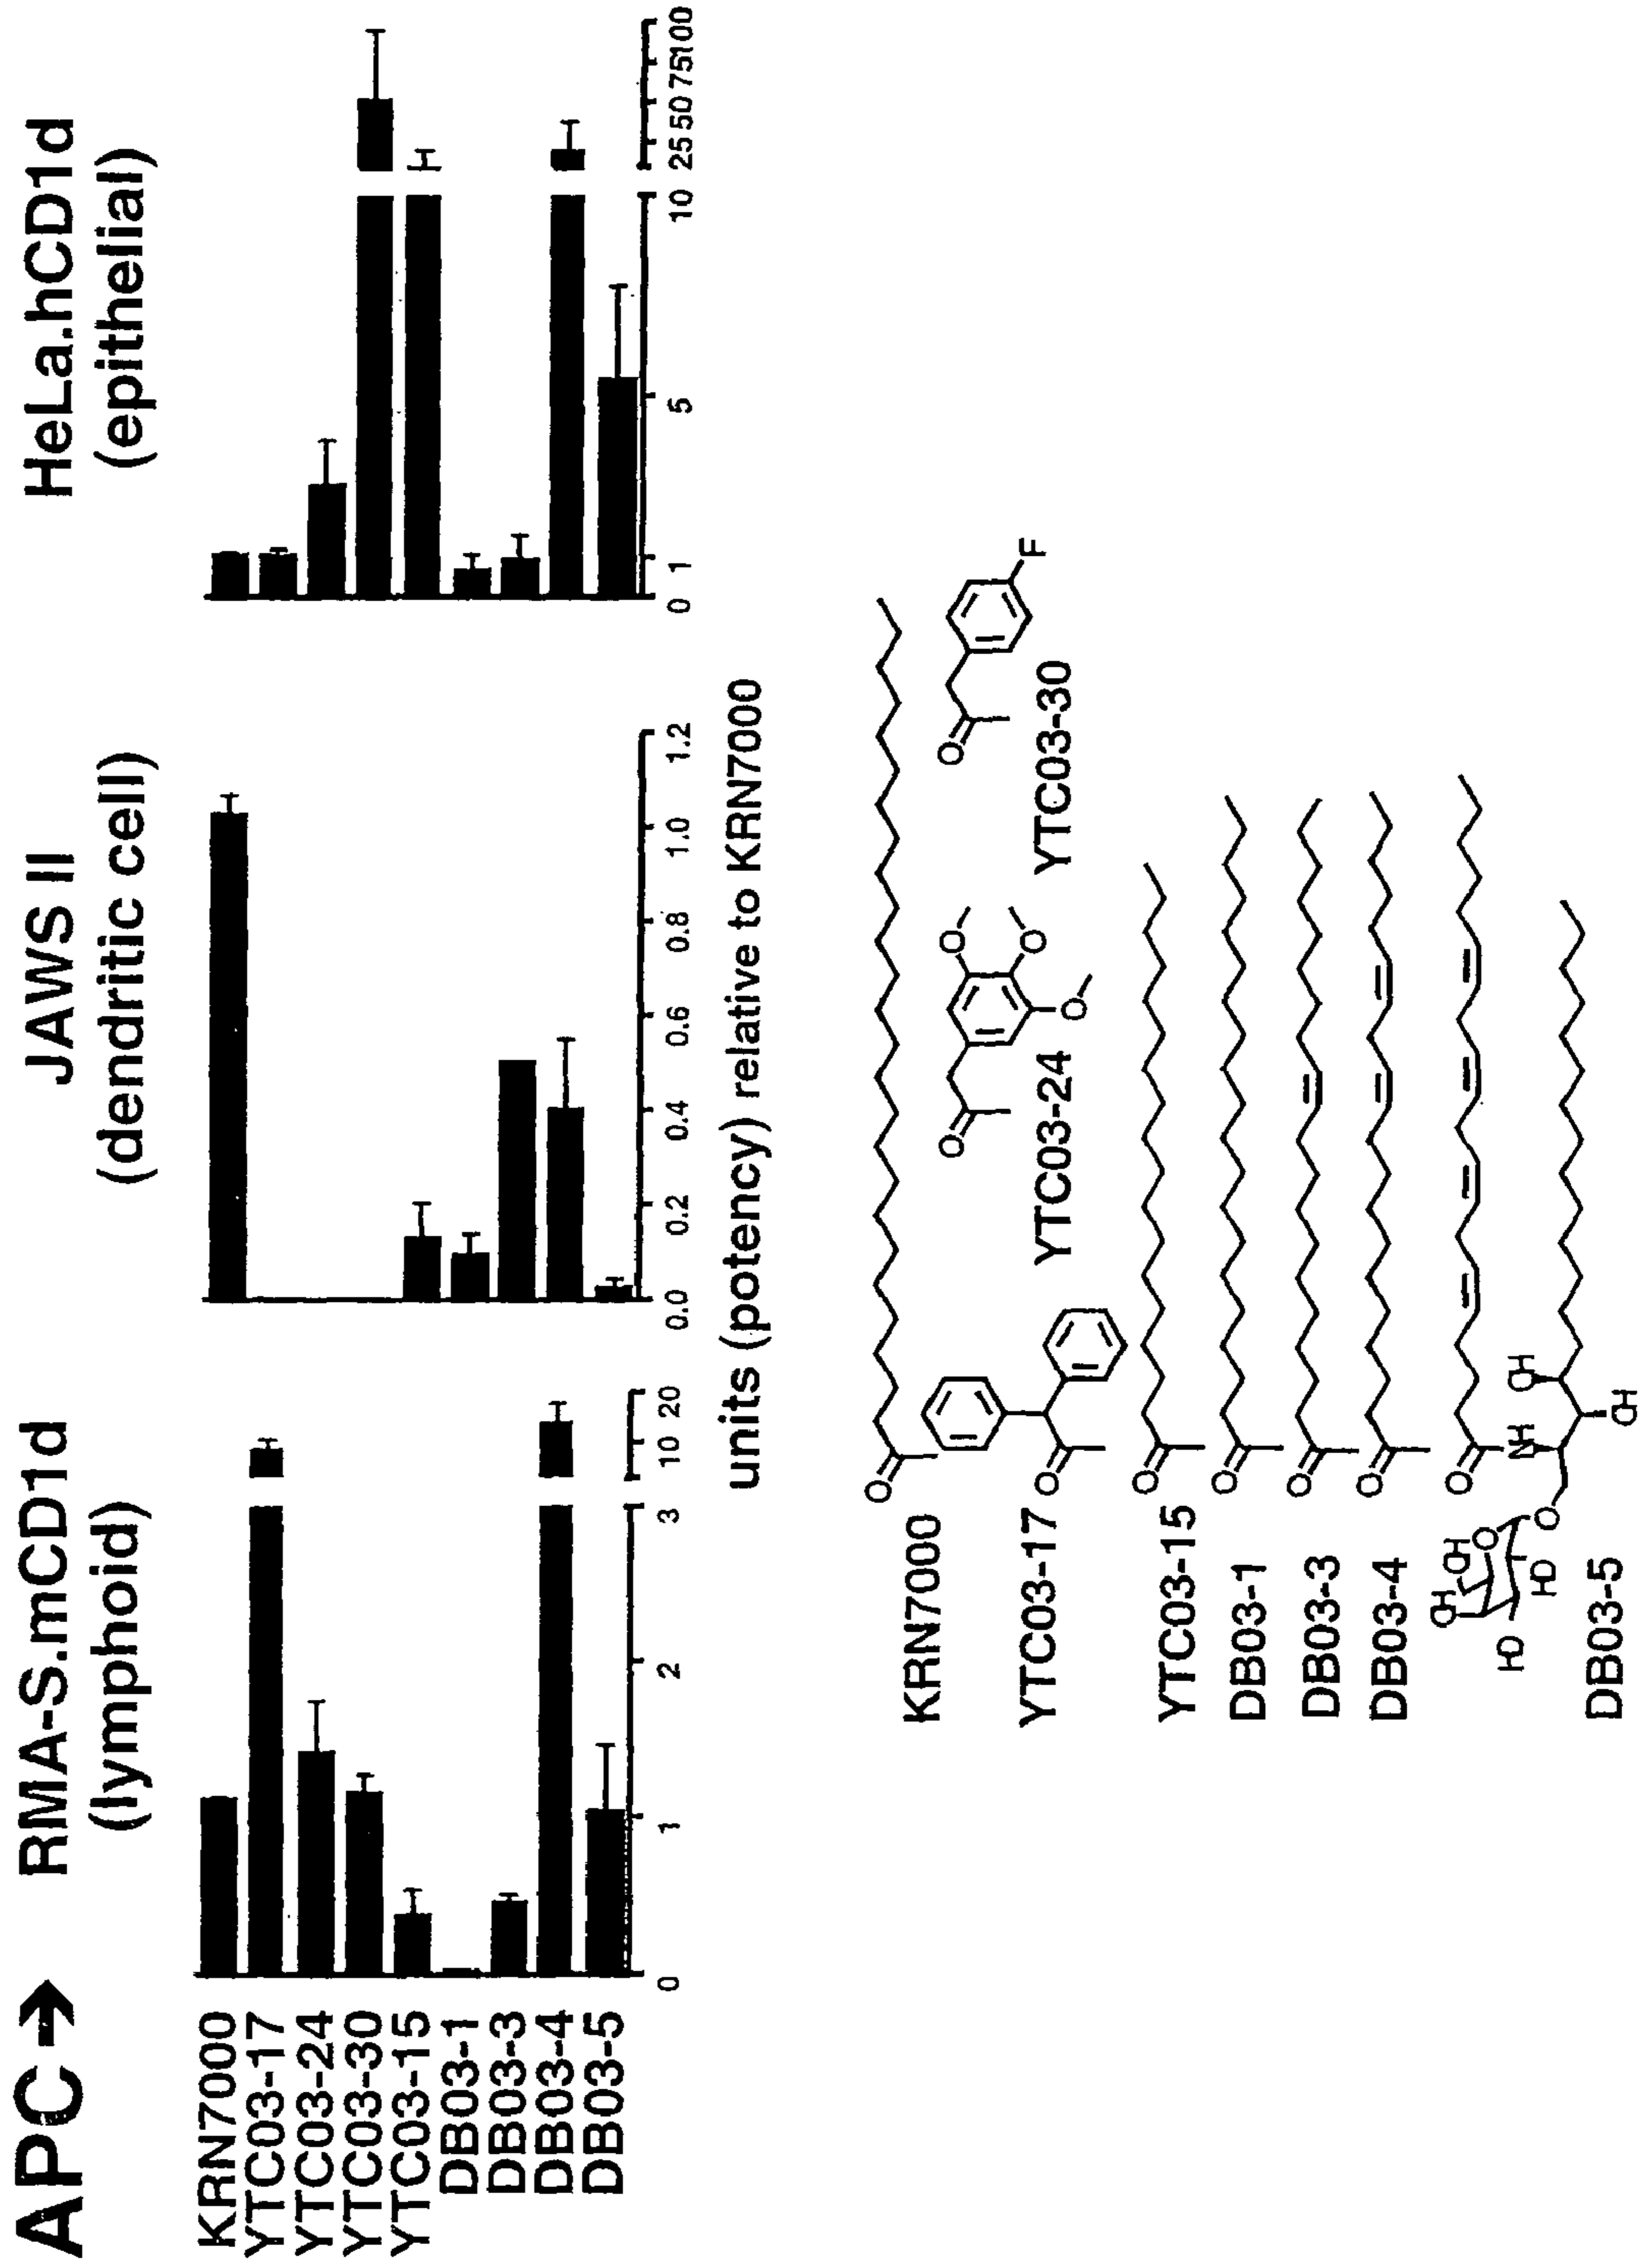 APC → RMA-S.mCD1d JAWS II HeLa.hCD1d
(lymphoid) (dendritic cell) (epithelial)
KRN7000
YTC03-17
YTC03-24
YTC03-30
YTC03-15
DB03-1
DB03-3
DB03-4
DB03-5
0 1 2 3 10 20
0.0 0.2 0.4 0.6 0.8 1.0 1.2
0 1 5 10 25 50 75 100
units (potency) relative to KRN7000
O
KRN7000
O O O O O F
YTC03-17 YTC03-24 YTC03-30
O
YTC03-15
O
DB03-1
O
DB03-3
O
DB03-4
O
OH OH O NH OH
HO HO O OH
DB03-5